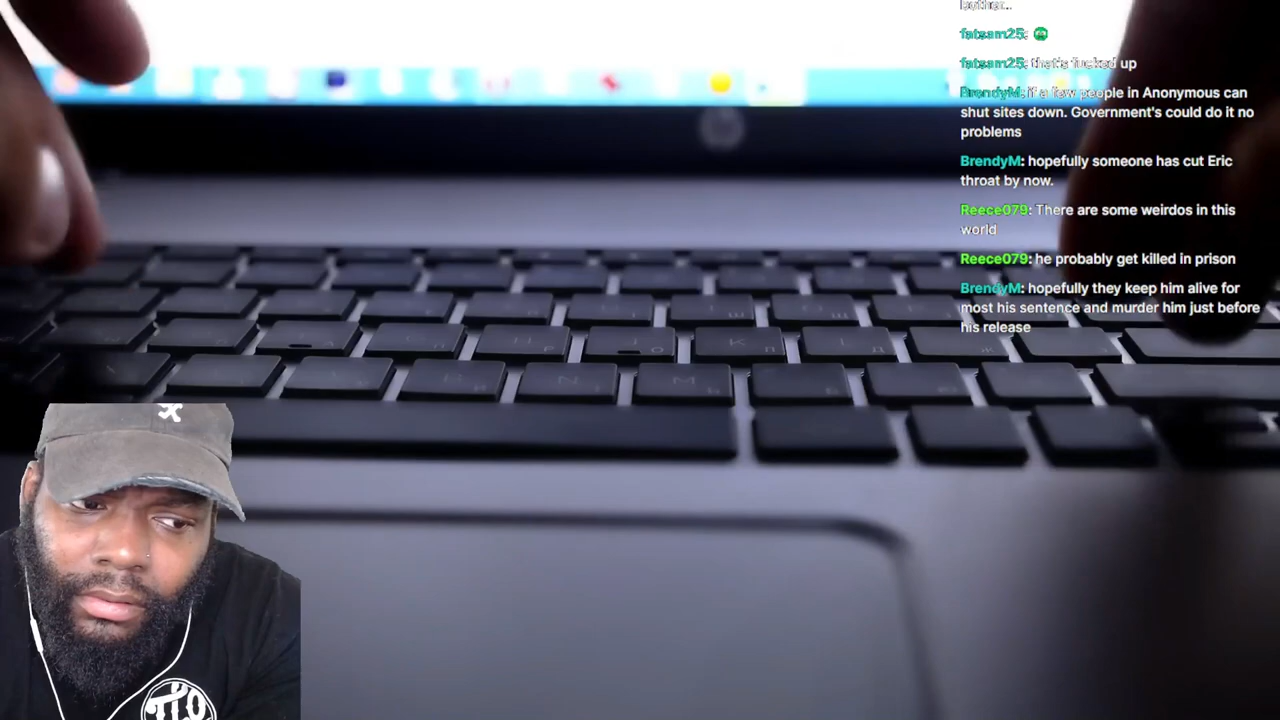 fatsam25:
fatsam25: that's fucked up
BrendyM: if a few people in Anonymous can
shut sites down. Government's could do it no
problems
BrendyM: hopefully someone has cut Eric
throat by now.
Reece079: There are some weirdos in this
world
Reece079: he probably get killed in prison
BrendyM: hopefully they keep him alive for
most his sentence and murder him just before
his release
TLO